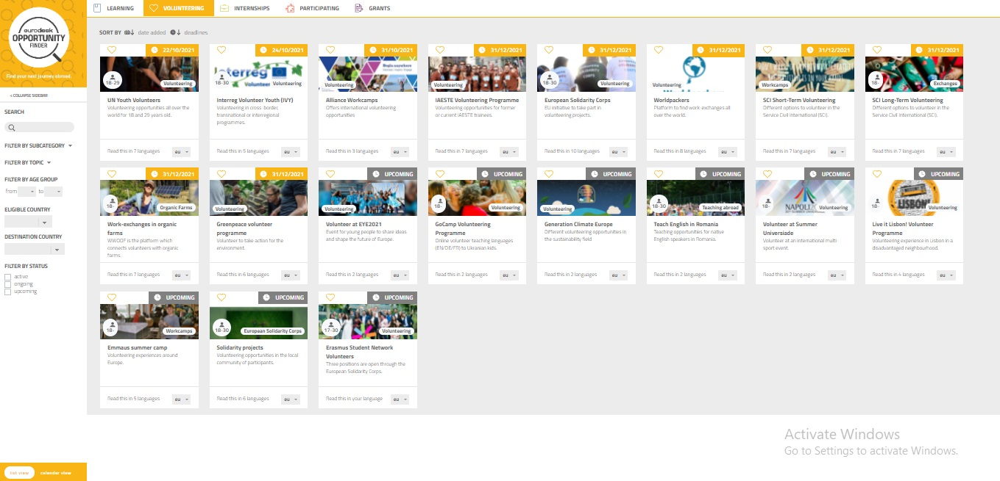 eurodesk
OPPORTUNITY
FINDER
Find your next journey abroad.
< COLLAPSE SIDEBAR
SEARCH
FILTER BY SUBCATEGORY
FILTER BY TOPIC
FILTER BY AGE GROUP
from to
ELIGIBLE COUNTRY
DESTINATION COUNTRY
FILTER BY STATUS
active
ongoing
upcoming
list view calendar view
LEARNING VOLUNTEERING INTERNSHIPS PARTICIPATING GRANTS
SORT BY date added deadlines
22/10/2021
18-29
Volunteering
UN Youth Volunteers
Volunteering opportunities all over the
world for 18 and 29 years old.
Read this in 7 languages eu
24/10/2021
18-30
Volunteering
Interreg Volunteer Youth (IVY)
Volunteering in cross-border,
transnational or interregional
programmes.
Read this in 5 languages eu
31/10/2021
Volunteering
Alliance Workcamps
Offers international volunteering
opportunities
Read this in 3 languages eu
31/12/2021
Volunteering
IAESTE Volunteering Programme
Volunteering opportunities for former
or current IAESTE trainees.
Read this in 7 languages eu
31/12/2021
18-30
Volunteering
European Solidarity Corps
EU initiative to take part in
volunteering projects.
Read this in 10 languages eu
31/12/2021
Volunteering
Worldpackers
Platform to find work-exchanges all
over the world.
Read this in 8 languages eu
31/12/2021
Workcamps
SCI Short-Term Volunteering
Different options to volunteer in the
Service Civil International (SCI).
Read this in 7 languages eu
31/12/2021
18-
Exchanges
SCI Long-Term Volunteering
Different options to volunteer in the
Service Civil International (SCI).
Read this in 7 languages eu
31/12/2021
18-
Organic Farms
Work-exchanges in organic
farms
WWOOF is the platform which
connects volunteers with organic
farms.
Read this in 7 languages eu
31/12/2021
Volunteering
Greenpeace volunteer
programme
Volunteer to take action for the
environment.
Read this in 6 languages eu
UPCOMING
Volunteering
Volunteer at EYE2021
Event for young people to share ideas
and shape the future of Europe.
Read this in 2 languages eu
UPCOMING
18-
Volunteering
GoCamp Volunteering
Programme
Online volunteer teaching languages
(EN/DE/FR) to Ukranian kids.
Read this in 2 languages eu
UPCOMING
Volunteering
Generation Climate Europe
Different volunteering opportunities in
the sustainability field
Read this in 2 languages eu
UPCOMING
18-30
Teaching abroad
Teach English in Romania
Teaching opportunities for native
English speakers in Romania.
Read this in 2 languages eu
UPCOMING
18-
NAPOLI
Volunteering
Volunteer at Summer
Universiade
Volunteer at an international multi
sport event.
Read this in 2 languages eu
UPCOMING
18-
LISBON!
Volunteering
Live it Lisbon! Volunteer
Programme
Volunteering experience in Lisbon in a
disadvantaged neighbourhood.
Read this in 4 languages eu
UPCOMING
18-
Workcamps
Emmaus summer camp
Volunteering experiences around
Europe.
Read this in 5 languages eu
UPCOMING
18-30
European Solidarity Corps
Solidarity projects
Volunteering opportunities in the local
community of participants.
Read this in 6 languages eu
UPCOMING
17-30
Volunteering
Erasmus Student Network
Volunteers
Three positions are open through the
European Solidarity Corps.
Read this in your language eu
Activate Windows
Go to Settings to activate Windows.